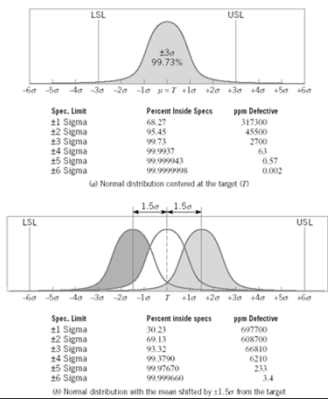 LSL USL
±3σ
99.73%
-6σ -5σ -4σ -3σ -2σ -1σ μ=T +1σ +2σ +3σ +4σ +5σ +6σ
Spec. Limit Percent Inside Specs ppm Defective
±1 Sigma 68.27 317300
±2 Sigma 95.45 45500
±3 Sigma 99.73 2700
±4 Sigma 99.9937 63
±5 Sigma 99.999943 0.57
±6 Sigma 99.9999998 0.002
(a) Normal distribution centered at the target (T)
1.5σ 1.5σ
LSL USL
-6σ -5σ -4σ -3σ -2σ -1σ T +1σ +2σ +3σ +4σ +5σ +6σ
Spec. Limit Percent inside specs ppm Defective
±1 Sigma 30.23 697700
±2 Sigma 69.13 608700
±3 Sigma 93.32 66810
±4 Sigma 99.3790 6210
±5 Sigma 99.97670 233
±6 Sigma 99.999660 3.4
(b) Normal distribution with the mean shifted by ±1.5σ from the target